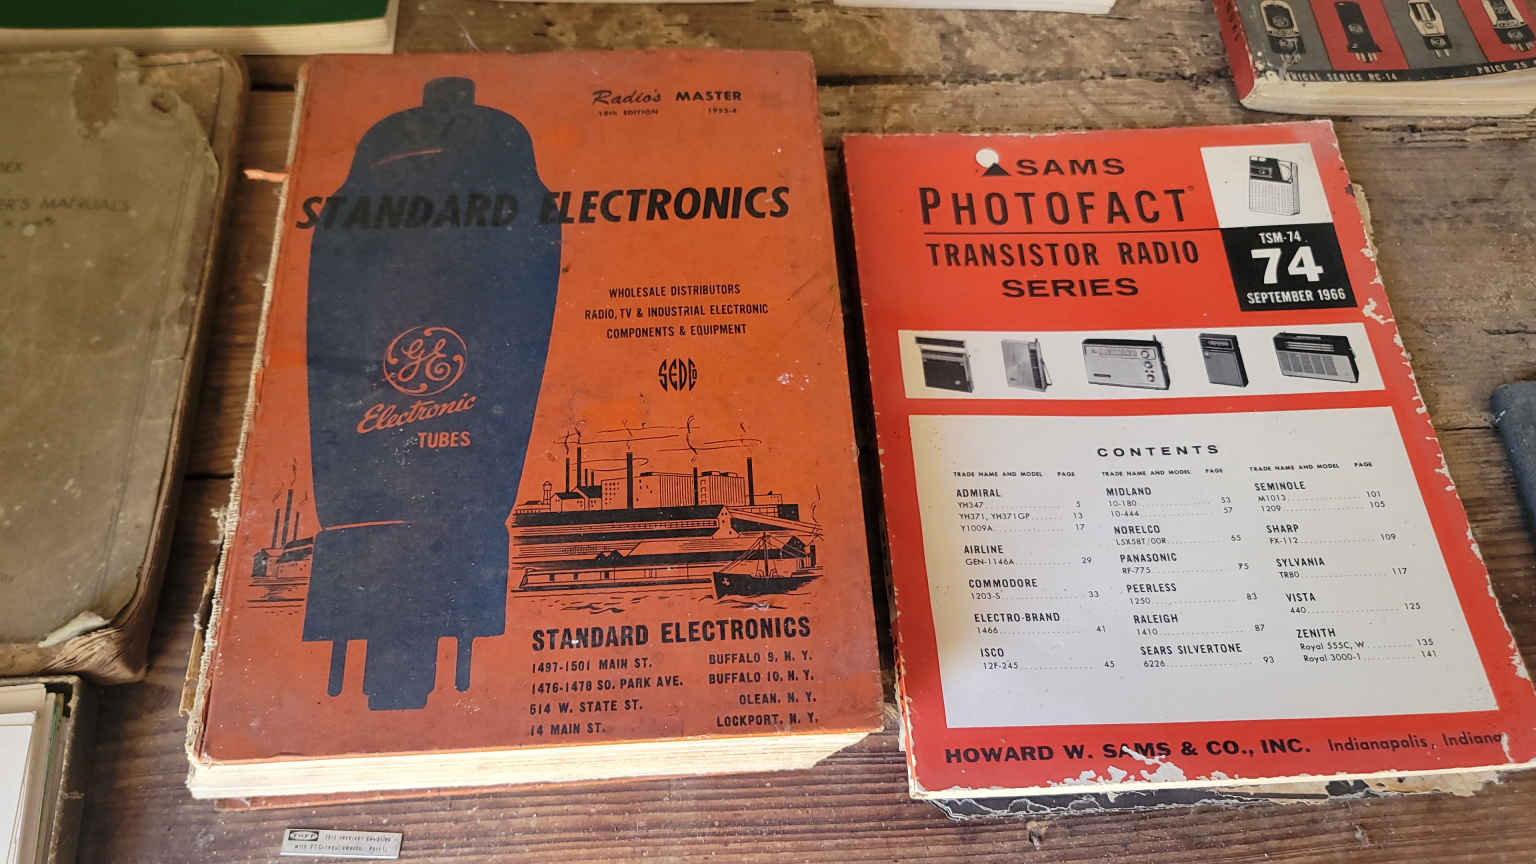 Radio's MASTER
18th EDITION 1953-4
STANDARD ELECTRONICS
WHOLESALE DISTRIBUTORS
RADIO, TV & INDUSTRIAL ELECTRONIC
COMPONENTS & EQUIPMENT
SEDCO
GE
Electronic
TUBES
STANDARD ELECTRONICS
1497-1501 MAIN ST. BUFFALO 9, N. Y.
1476-1478 SO. PARK AVE. BUFFALO 10, N. Y.
614 W. STATE ST. OLEAN, N. Y.
14 MAIN ST. LOCKPORT, N. Y.
SAMS
PHOTOFACT®
TRANSISTOR RADIO
SERIES
TSM-74
74
SEPTEMBER 1966
CONTENTS
TRADE NAME AND MODEL PAGE
ADMIRAL
YH347 5
YH371, YH371GP 13
Y1009A 17
AIRLINE
GEN-1146A 29
COMMODORE
1203-S 33
ELECTRO-BRAND
1466 41
ISCO
12F-245 45
TRADE NAME AND MODEL PAGE
MIDLAND
10-180 53
10-444 57
NORELCO
L5X58T/00R 65
PANASONIC
RF-775 75
PEERLESS
1250 83
RALEIGH
1410 87
SEARS SILVERTONE
6226 93
TRADE NAME AND MODEL PAGE
SEMINOLE
M1013 101
1209 105
SHARP
FX-112 109
SYLVANIA
TR80 117
VISTA
440 125
ZENITH
Royal 555C, W 135
Royal 3000-1 141
HOWARD W. SAMS & CO., INC. Indianapolis, Indiana
SERIES RC-14 PRICE
MANUALS